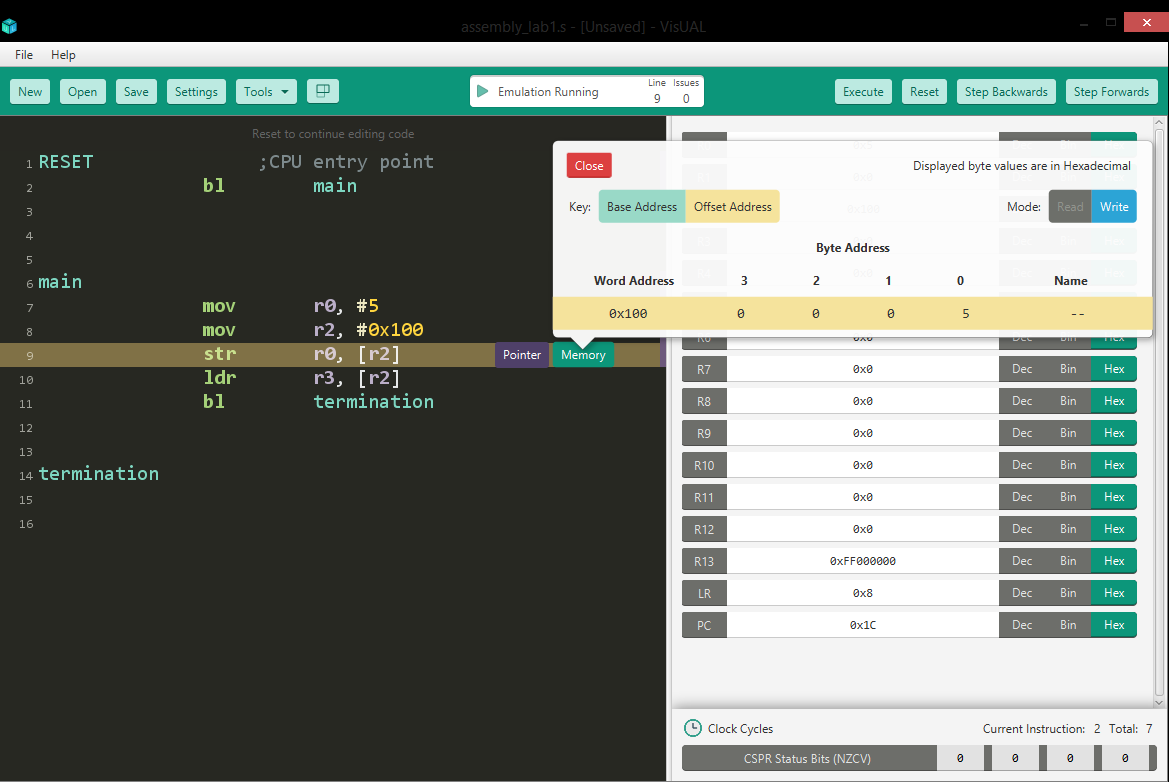 assembly_lab1.s - [Unsaved] - VisUAL
File Help
New Open Save Settings Tools
Emulation Running
Line Issues
9 0
Execute Reset Step Backwards Step Forwards
Reset to continue editing code
1 RESET ;CPU entry point
2 bl main
3
4
5
6 main
7 mov r0, #5
8 mov r2, #0x100
9 str r0, [r2]
10 ldr r3, [r2]
11 bl termination
12
13
14 termination
15
16
Pointer Memory
Close Displayed byte values are in Hexadecimal
Key: Base Address Offset Address Mode: Read Write
Byte Address
Word Address 3 2 1 0 Name
0x100 0 0 0 5 --
R6 0x0 Dec Bin Hex
R7 0x0 Dec Bin Hex
R8 0x0 Dec Bin Hex
R9 0x0 Dec Bin Hex
R10 0x0 Dec Bin Hex
R11 0x0 Dec Bin Hex
R12 0x0 Dec Bin Hex
R13 0xFF000000 Dec Bin Hex
LR 0x8 Dec Bin Hex
PC 0x1C Dec Bin Hex
Clock Cycles Current Instruction: 2 Total: 7
CSPR Status Bits (NZCV) 0 0 0 0